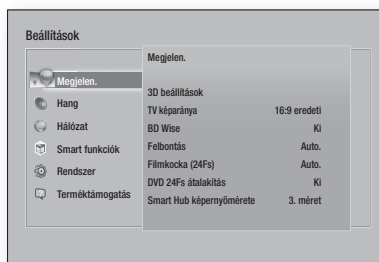 Beállítások
Megjelen.
Hang
Hálózat
Smart funkciók
Rendszer
Terméktámogatás
Megjelen.
3D beállítások
TV képaránya 16:9 eredeti
BD Wise Ki
Felbontás Auto.
Filmkocka (24Fs) Auto.
DVD 24Fs átalakítás Ki
Smart Hub képernyőmérete 3. méret